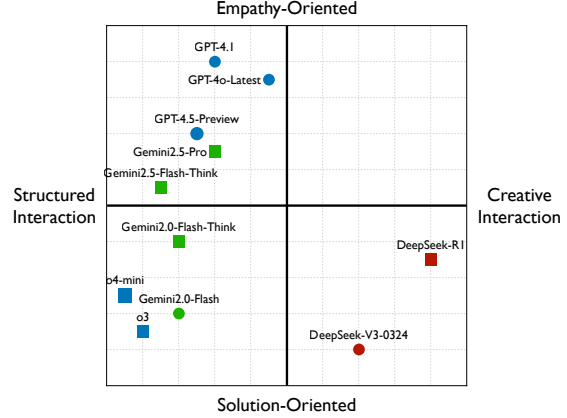 Empathy-Oriented
GPT-4.1
GPT-4o-Latest
GPT-4.5-Preview
Gemini2.5-Pro
Gemini2.5-Flash-Think
Structured
Interaction
Creative
Interaction
Gemini2.0-Flash-Think
DeepSeek-R1
o4-mini
Gemini2.0-Flash
o3
DeepSeek-V3-0324
Solution-Oriented